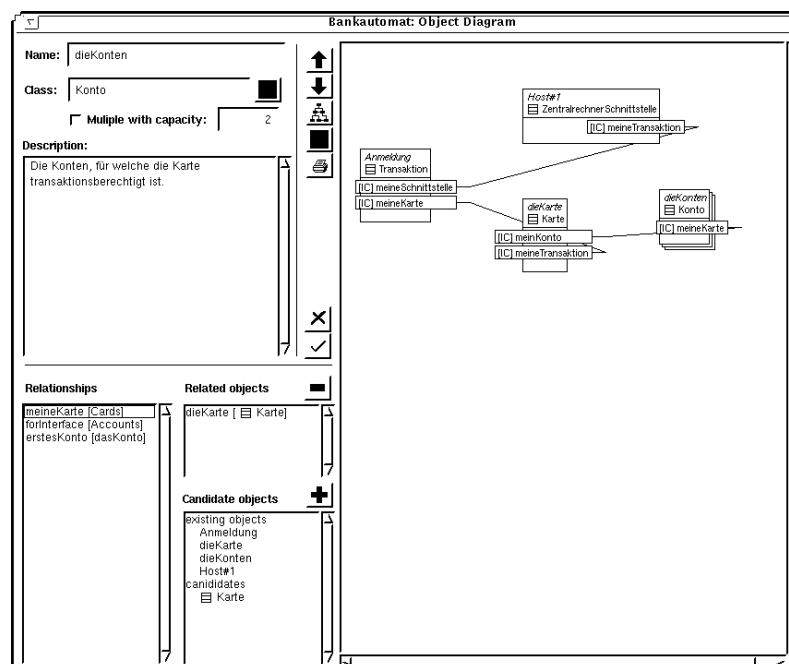 Bankautomat: Object Diagram
Name:
dieKonten
Class:
Konto
Muliple with capacity:
2
Description:
Die Konten, für welche die Karte
transaktionsberechtigt ist.
Relationships
meineKarte [Cards]
forInterface [Accounts]
erstesKonto [dasKonto]
Related objects
dieKarte [ Karte]
Candidate objects
existing objects
Anmeldung
dieKarte
dieKonten
Host#1
canididates
Karte
Host#1
ZentralrechnerSchnittstelle
[IC] meineTransaktion
Anmeldung
Transaktion
[IC] meineSchnittstelle
[IC] meineKarte
dieKarte
Karte
[IC] meinKonto
[IC] meineTransaktion
dieKonten
Konto
[IC] meineKarte